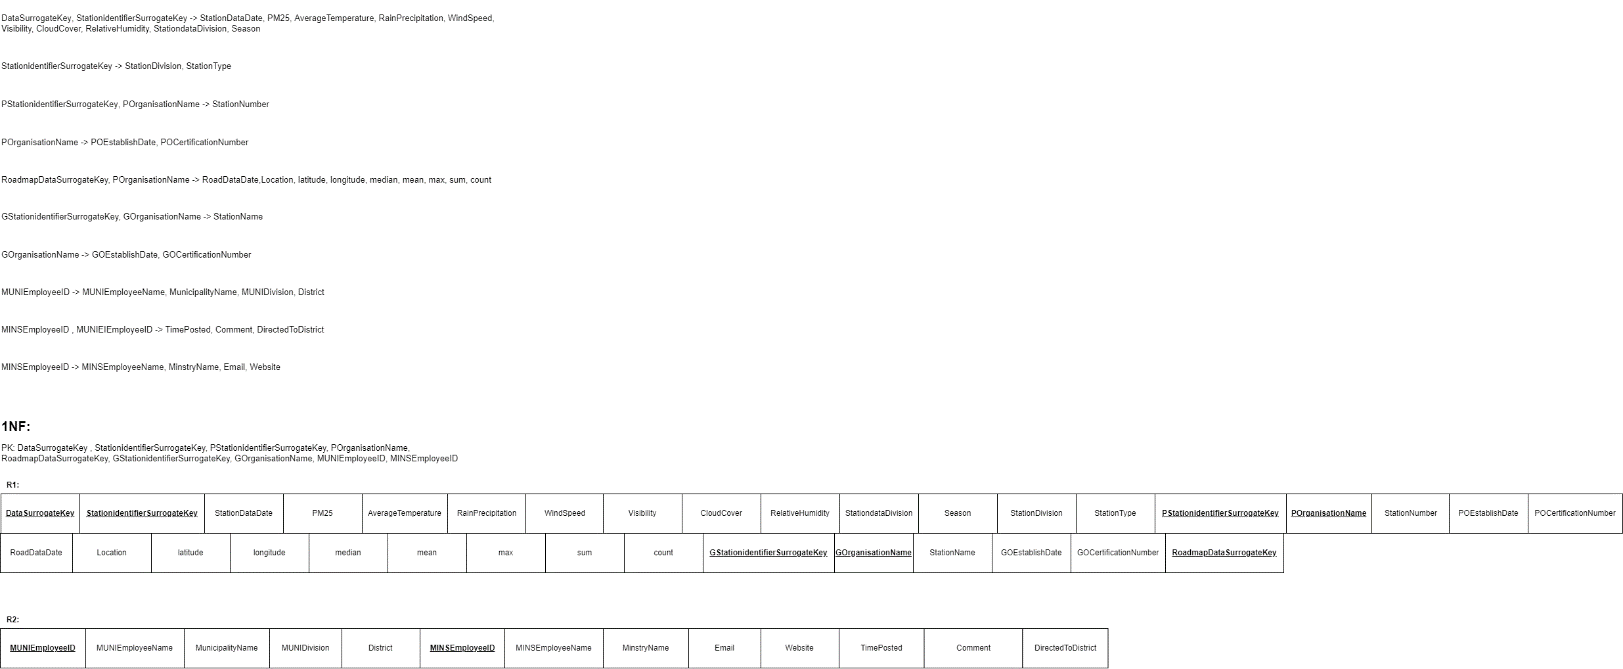 DataSurrogateKey, StationidentifierSurrogateKey -> StationDataDate, PM25, AverageTemperature, RainPrecipitation, WindSpeed,
Visibility, CloudCover, RelativeHumidity, StationdataDivision, Season
StationidentifierSurrogateKey -> StationDivision, StationType
PStationidentifierSurrogateKey, POrganisationName -> StationNumber
POrganisationName -> POEstablishDate, POCertificationNumber
RoadmapDataSurrogateKey, POrganisationName -> RoadDataDate,Location, latitude, longitude, median, mean, max, sum, count
GStationidentifierSurrogateKey, GOrganisationName -> StationName
GOrganisationName -> GOEstablishDate, GOCertificationNumber
MUNIEmployeeID -> MUNIEmployeeName, MunicipalityName, MUNIDivision, District
MINSEmployeeID , MUNIEIEmployeeID -> TimePosted, Comment, DirectedToDistrict
MINSEmployeeID -> MINSEmployeeName, MinstryName, Email, Website
1NF:
PK: DataSurrogateKey , StationidentifierSurrogateKey, PStationidentifierSurrogateKey, POrganisationName,
RoadmapDataSurrogateKey, GStationidentifierSurrogateKey, GOrganisationName, MUNIEmployeeID, MINSEmployeeID
R1:
DataSurrogateKey StationidentifierSurrogateKey StationDataDate PM25 AverageTemperature RainPrecipitation WindSpeed Visibility CloudCover RelativeHumidity StationdataDivision Season StationDivision StationType PStationidentifierSurrogateKey POrganisationName StationNumber POEstablishDate POCertificationNumber
RoadDataDate Location latitude longitude median mean max sum count GStationidentifierSurrogateKey GOrganisationName StationName GOEstablishDate GOCertificationNumber RoadmapDataSurrogateKey
R2:
MUNIEmployeeID MUNIEmployeeName MunicipalityName MUNIDivision District MINSEmployeeID MINSEmployeeName MinstryName Email Website TimePosted Comment DirectedToDistrict